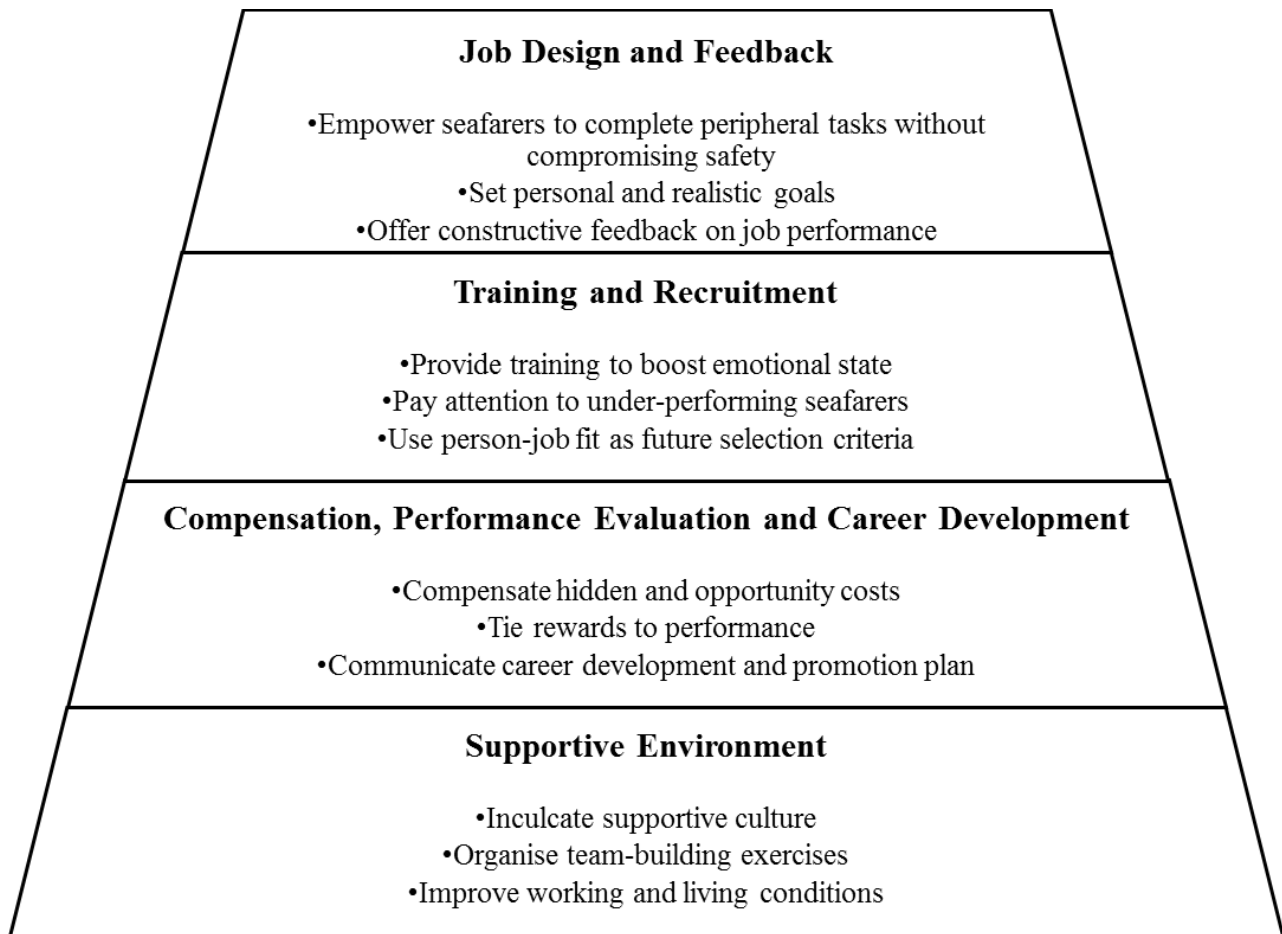 Job Design and Feedback
•Empower seafarers to complete peripheral tasks without
compromising safety
•Set personal and realistic goals
•Offer constructive feedback on job performance
Training and Recruitment
•Provide training to boost emotional state
•Pay attention to under-performing seafarers
•Use person-job fit as future selection criteria
Compensation, Performance Evaluation and Career Development
•Compensate hidden and opportunity costs
•Tie rewards to performance
•Communicate career development and promotion plan
Supportive Environment
•Inculcate supportive culture
•Organise team-building exercises
•Improve working and living conditions